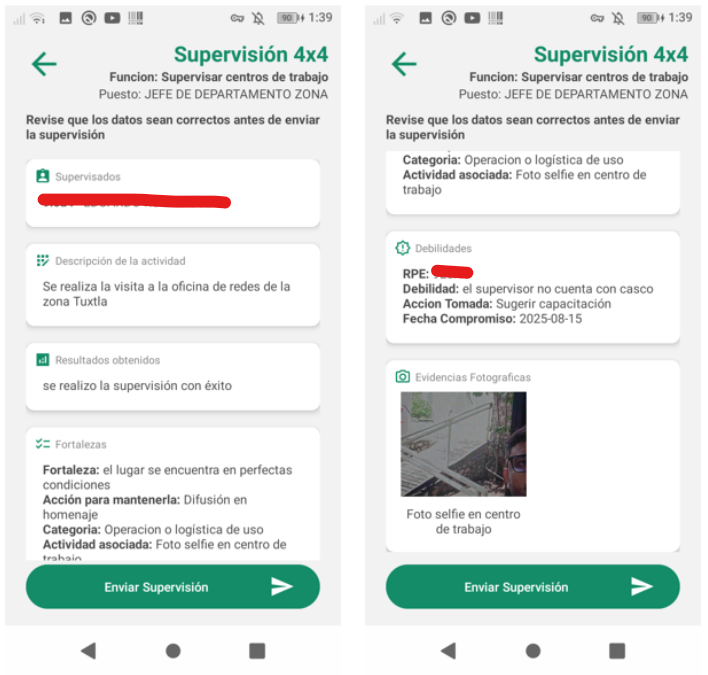 90 1:39
Supervisión 4x4
Funcion: Supervisar centros de trabajo
Puesto: JEFE DE DEPARTAMENTO ZONA
Revise que los datos sean correctos antes de enviar
la supervisión
Supervisados
Descripción de la actividad
Se realiza la visita a la oficina de redes de la
zona Tuxtla
Resultados obtenidos
se realizo la supervisión con éxito
Fortalezas
Fortaleza: el lugar se encuentra en perfectas
condiciones
Acción para mantenerla: Difusión en
homenaje
Categoria: Operacion o logística de uso
Actividad asociada: Foto selfie en centro de
trabajo
Enviar Supervisión
90 1:39
Supervisión 4x4
Funcion: Supervisar centros de trabajo
Puesto: JEFE DE DEPARTAMENTO ZONA
Revise que los datos sean correctos antes de enviar
la supervisión
Categoria: Operacion o logística de uso
Actividad asociada: Foto selfie en centro de
trabajo
Debilidades
RPE:
Debilidad: el supervisor no cuenta con casco
Accion Tomada: Sugerir capacitación
Fecha Compromiso: 2025-08-15
Evidencias Fotograficas
Foto selfie en centro
de trabajo
Enviar Supervisión